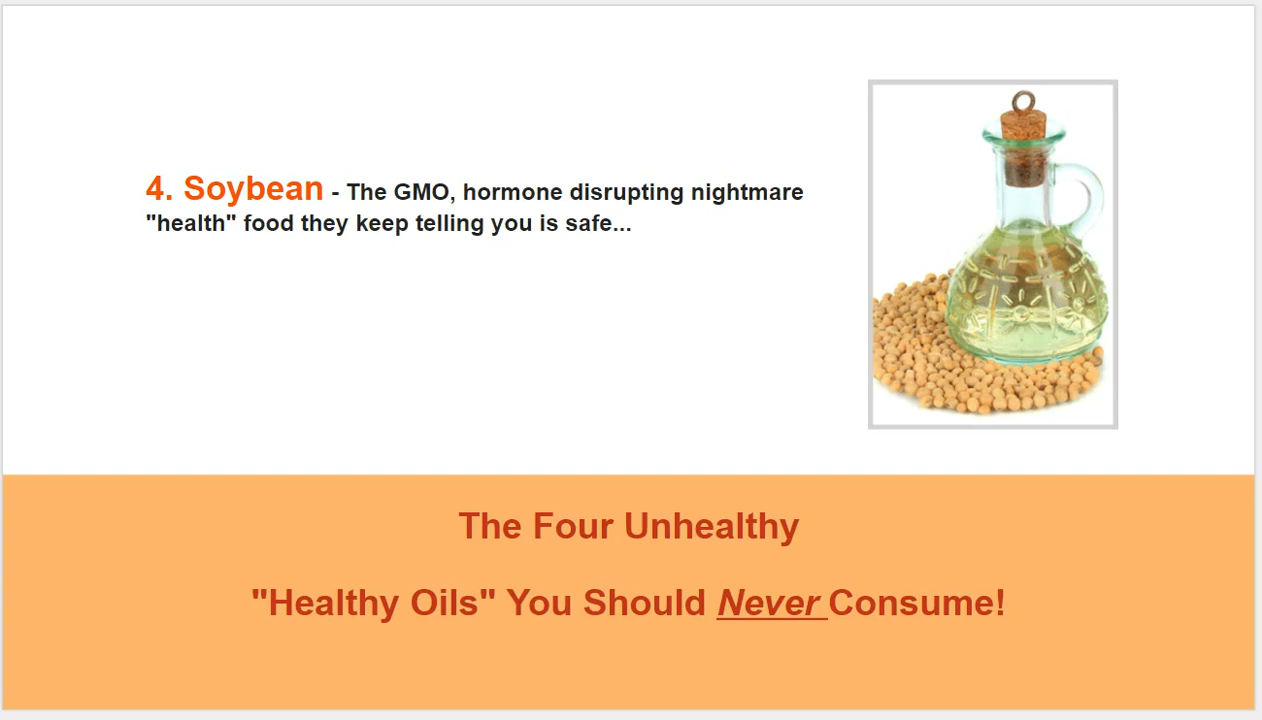 4. Soybean - The GMO, hormone disrupting nightmare
"health" food they keep telling you is safe...
The Four Unhealthy
"Healthy Oils" You Should Never Consume!